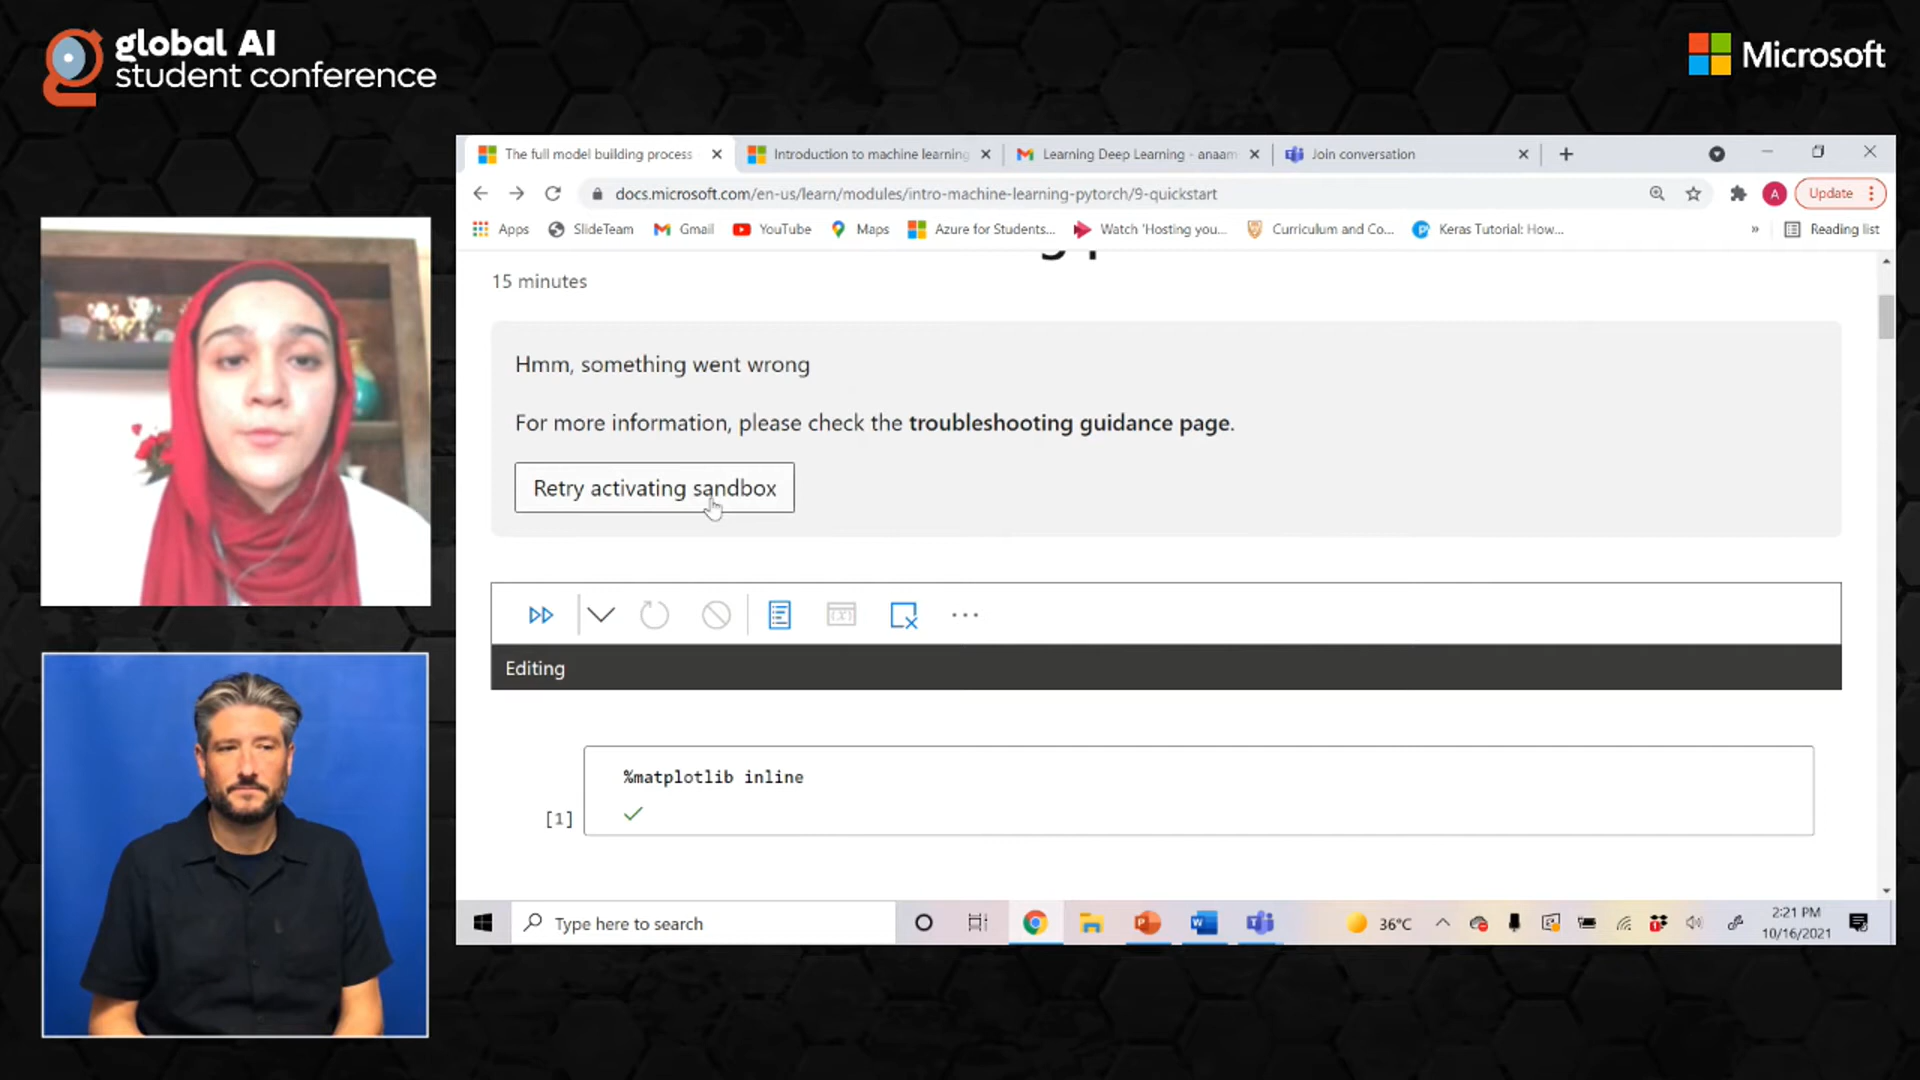 global AI
student conference
Microsoft
The full model building process
Introduction to machine learning
Learning Deep Learning - anaam
Join conversation
docs.microsoft.com/en-us/learn/modules/intro-machine-learning-pytorch/9-quickstart
A
Update
Apps
SlideTeam
Gmail
YouTube
Maps
Azure for Students...
Watch 'Hosting you...
Curriculum and Co...
Keras Tutorial: How...
»
Reading list
15 minutes
Hmm, something went wrong
For more information, please check the troubleshooting guidance page.
Retry activating sandbox
Editing
%matplotlib inline
[1]
Type here to search
36°C
2:21 PM
10/16/2021